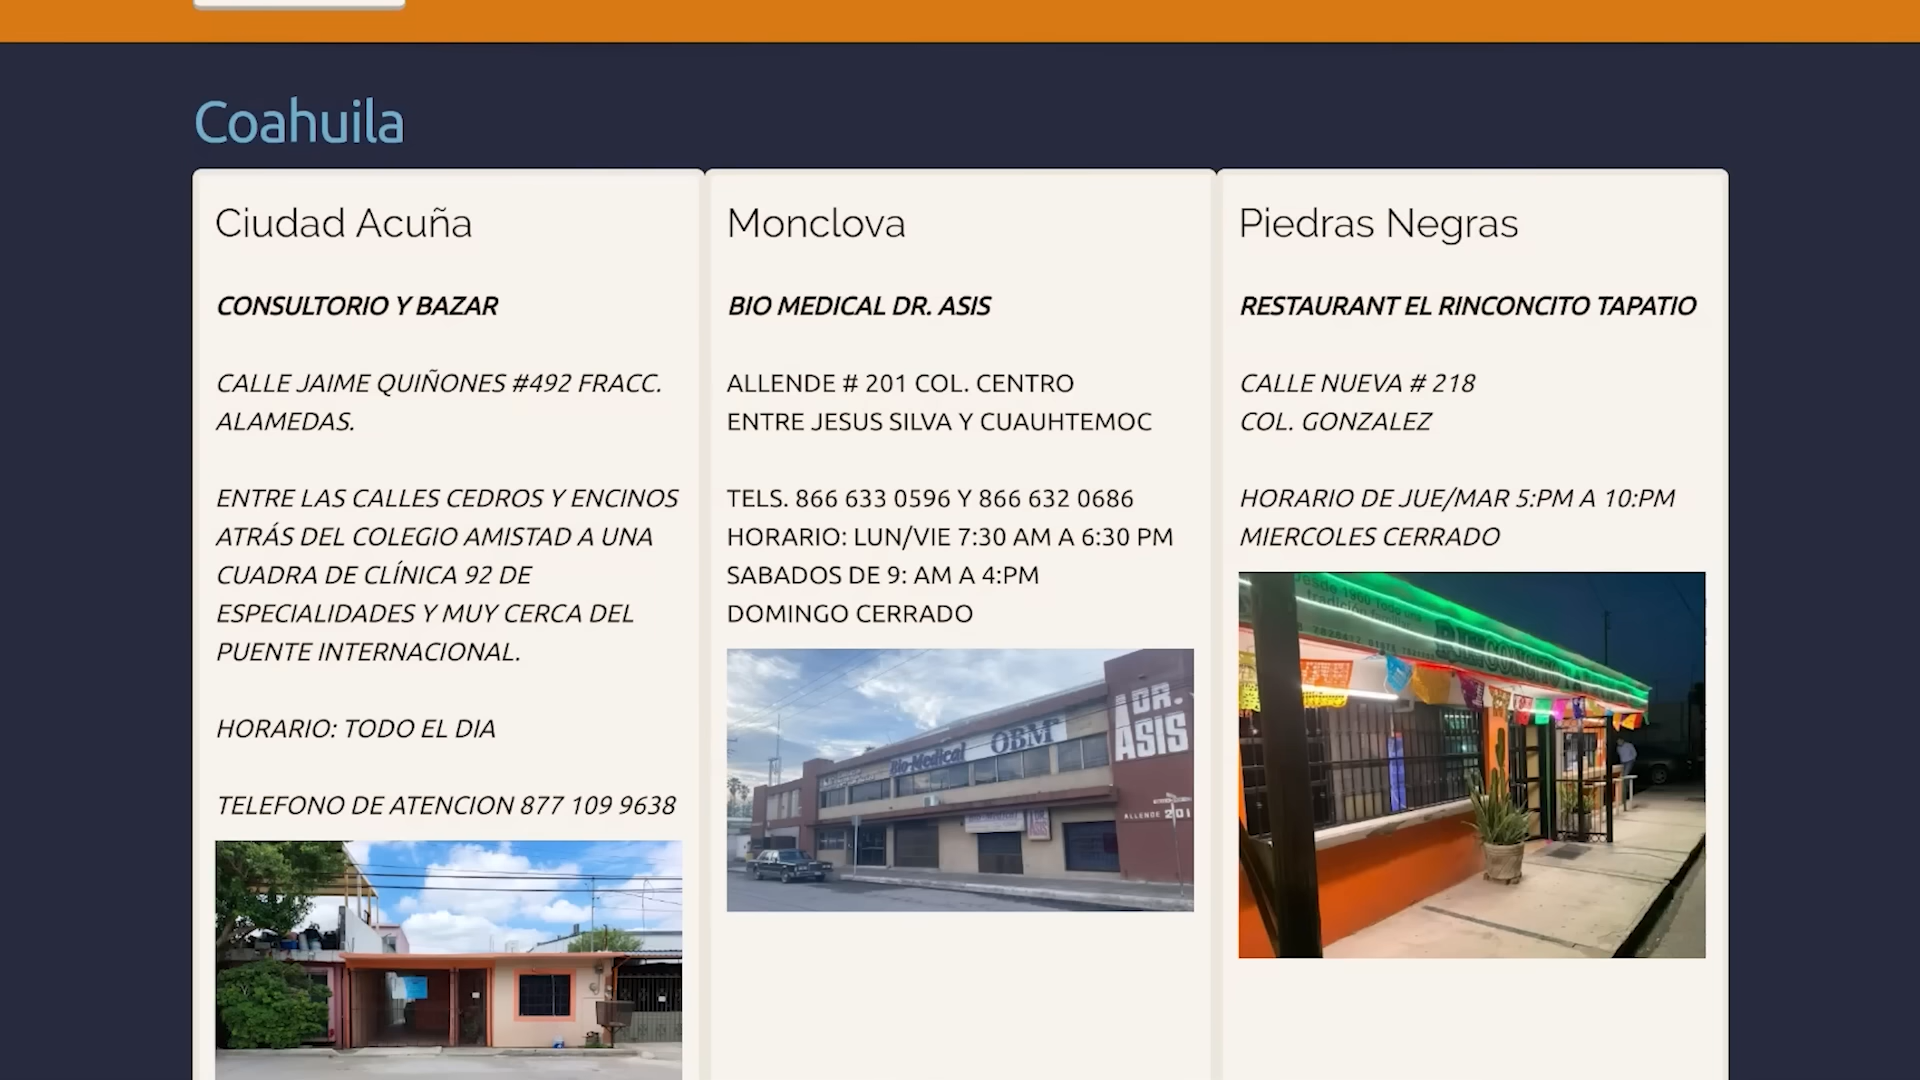 Coahuila
Ciudad Acuña
CONSULTORIO Y BAZAR
CALLE JAIME QUIÑONES #492 FRACC.
ALAMEDAS.
ENTRE LAS CALLES CEDROS Y ENCINOS
ATRÁS DEL COLEGIO AMISTAD A UNA
CUADRA DE CLÍNICA 92 DE
ESPECIALIDADES Y MUY CERCA DEL
PUENTE INTERNACIONAL.
HORARIO: TODO EL DIA
TELEFONO DE ATENCION 877 109 9638
Monclova
BIO MEDICAL DR. ASIS
ALLENDE # 201 COL. CENTRO
ENTRE JESUS SILVA Y CUAUHTEMOC
TELS. 866 633 0596 Y 866 632 0686
HORARIO: LUN/VIE 7:30 AM A 6:30 PM
SABADOS DE 9: AM A 4:PM
DOMINGO CERRADO
Bio-Medical
OBM
DR.
ASIS
ALLENDE 201
Piedras Negras
RESTAURANT EL RINCONCITO TAPATIO
CALLE NUEVA # 218
COL. GONZALEZ
HORARIO DE JUE/MAR 5:PM A 10:PM
MIERCOLES CERRADO
Desde 1960 Toda una
tradición